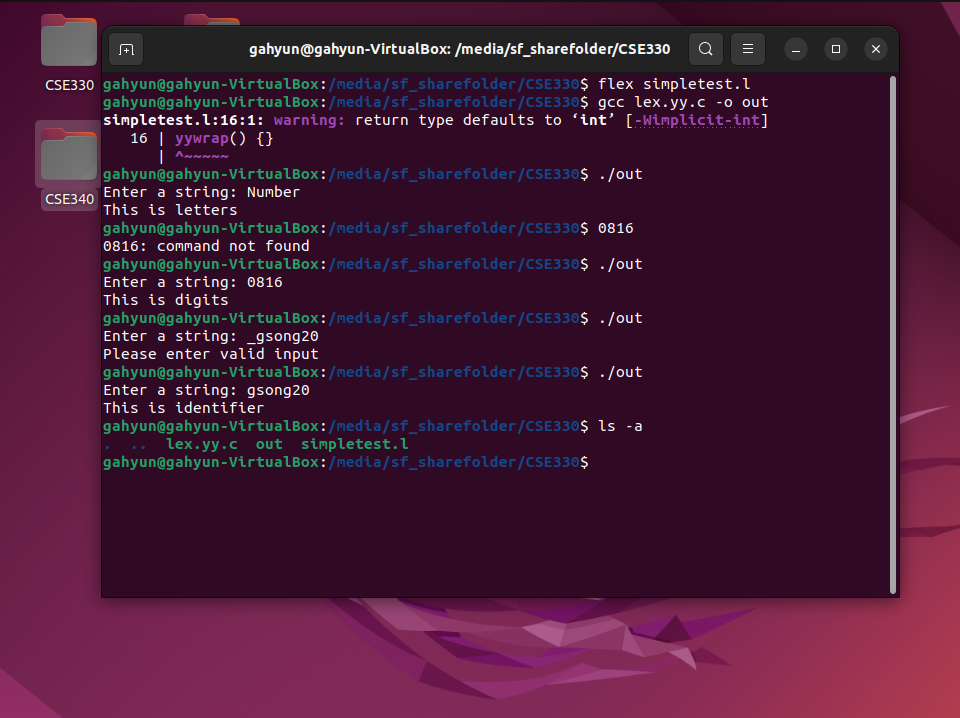 CSE330
CSE340
gahyun@gahyun-VirtualBox: /media/sf_sharefolder/CSE330
gahyun@gahyun-VirtualBox:/media/sf_sharefolder/CSE330$ flex simpletest.l
gahyun@gahyun-VirtualBox:/media/sf_sharefolder/CSE330$ gcc lex.yy.c -o out
simpletest.l:16:1: warning: return type defaults to ‘int’ [-Wimplicit-int]
   16 | yywrap() {}
      | ^~~~~~
gahyun@gahyun-VirtualBox:/media/sf_sharefolder/CSE330$ ./out
Enter a string: Number
This is letters
gahyun@gahyun-VirtualBox:/media/sf_sharefolder/CSE330$ 0816
0816: command not found
gahyun@gahyun-VirtualBox:/media/sf_sharefolder/CSE330$ ./out
Enter a string: 0816
This is digits
gahyun@gahyun-VirtualBox:/media/sf_sharefolder/CSE330$ ./out
Enter a string: _gsong20
Please enter valid input
gahyun@gahyun-VirtualBox:/media/sf_sharefolder/CSE330$ ./out
Enter a string: gsong20
This is identifier
gahyun@gahyun-VirtualBox:/media/sf_sharefolder/CSE330$ ls -a
.  ..  lex.yy.c  out  simpletest.l
gahyun@gahyun-VirtualBox:/media/sf_sharefolder/CSE330$